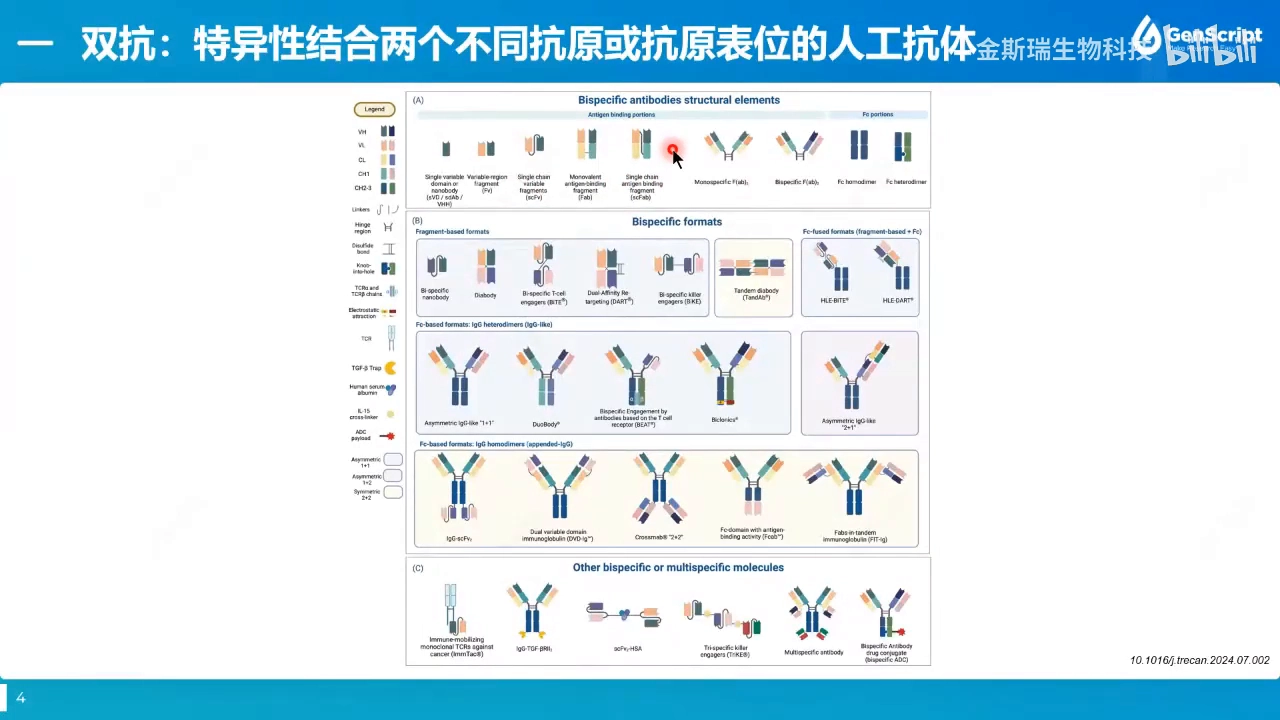 一 双抗：特异性结合两个不同抗原或抗原表位的人工抗体
金斯瑞生物科技
GenScript
Make Research Easy
bilibili
Legend
VH
VL
CL
CH1
CH2-3
Linkers
Hinge
region
Disulfide
bond
Knob-
into-hole
TCRα and
TCRβ chains
Electrostatic
attraction
TCR
TGF-β Trap
Human serum
albumin
IL-15
cross-linker
ADC
payload
Asymmetric
1+1
Asymmetric
1+2
Symmetric
2+2
(A)
Bispecific antibodies structural elements
Antigen binding portions
Fc portions
Single variable
domain or
nanobody
(sVD / sdAb /
VHH)
Variable-region
fragment
(Fv)
Single chain
variable
fragments
(scFv)
Monovalent
antigen-binding
fragment
(Fab)
Single chain
antigen binding
fragment
(scFab)
Monospecific F(ab)₂
Bispecific F(ab)₂
Fc homodimer
Fc heterodimer
(B)
Bispecific formats
Fragment-based formats
Fc-fused formats (fragment-based + Fc)
Bi-specific
nanobody
Diabody
Bi-specific T-cell
engagers (BiTE®)
Dual-Affinity Re-
targeting (DART®)
Bi-specific killer
engagers (BiKE)
Tandem diabody
(TandAb®)
HLE-BITE®
HLE-DART®
Fc-based formats: IgG heterodimers (IgG-like)
Asymmetric IgG-like "1+1"
DuoBody®
Bispecific Engagement by
antibodies based on the T cell
receptor (BEAT®)
Biclonics®
Asymmetric IgG-like
"2+1"
Fc-based formats: IgG homodimers (appended-IgG)
IgG-scFv₂
Dual variable domain
immunoglobulin (DVD-Ig™)
Crossmab® "2+2"
Fc-domain with antigen-
binding activity (Fcab™)
Fabs-in-tandem
immunoglobulin (FIT-Ig)
(C)
Other bispecific or multispecific molecules
Immune-mobilizing
monoclonal TCRs against
cancer (ImmTac®)
IgG-TGF-βRII₂
scFv₂-HSA
Tri-specific killer
engagers (TriKE®)
Multispecific antibody
Bispecific Antibody
drug conjugate
(bispecific ADC)
10.1016/j.trecan.2024.07.002
4